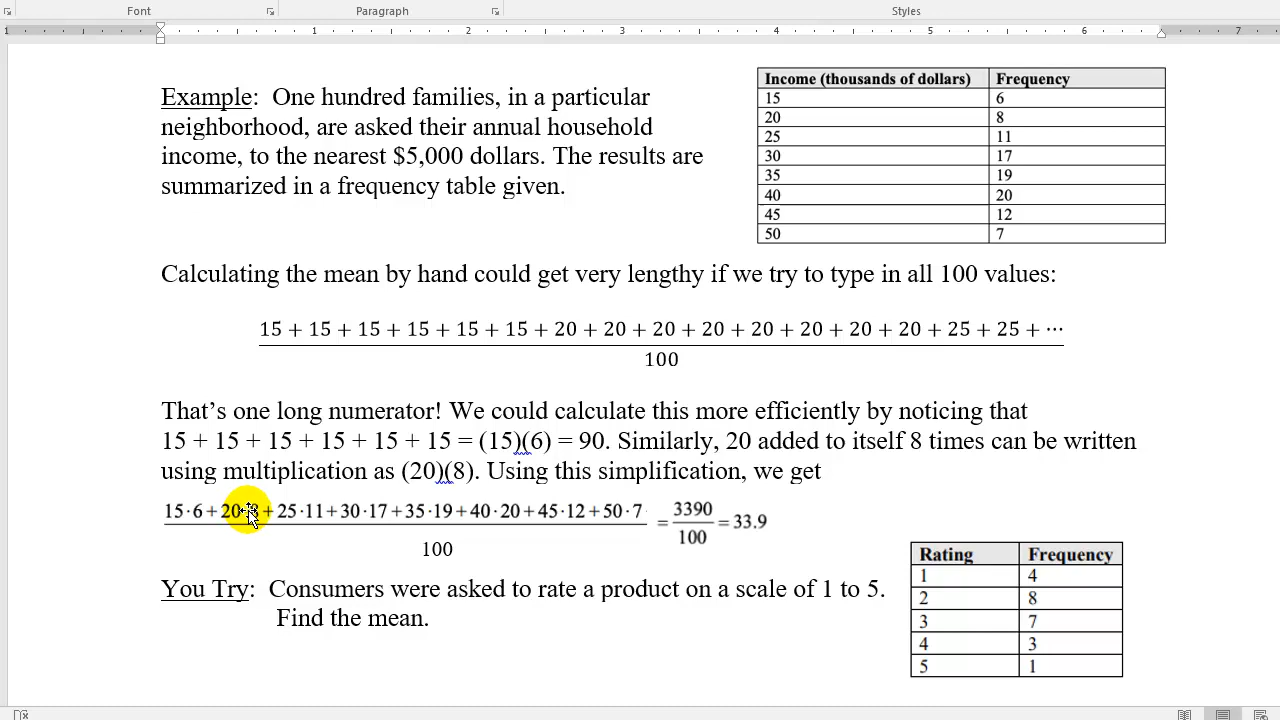 Font Paragraph Styles
1 1 2 3 4 5 6 7
Example: One hundred families, in a particular
neighborhood, are asked their annual household
income, to the nearest $5,000 dollars. The results are
summarized in a frequency table given.
Income (thousands of dollars) Frequency
15 6
20 8
25 11
30 17
35 19
40 20
45 12
50 7
Calculating the mean by hand could get very lengthy if we try to type in all 100 values:
15 + 15 + 15 + 15 + 15 + 15 + 20 + 20 + 20 + 20 + 20 + 20 + 20 + 20 + 25 + 25 + ⋯
100
That’s one long numerator! We could calculate this more efficiently by noticing that
15 + 15 + 15 + 15 + 15 + 15 = (15)(6) = 90. Similarly, 20 added to itself 8 times can be written
using multiplication as (20)(8). Using this simplification, we get
15·6+20·8+25·11+30·17+35·19+40·20+45·12+50·7
100
= 3390
100
= 33.9
You Try: Consumers were asked to rate a product on a scale of 1 to 5.
Find the mean.
Rating Frequency
1 4
2 8
3 7
4 3
5 1